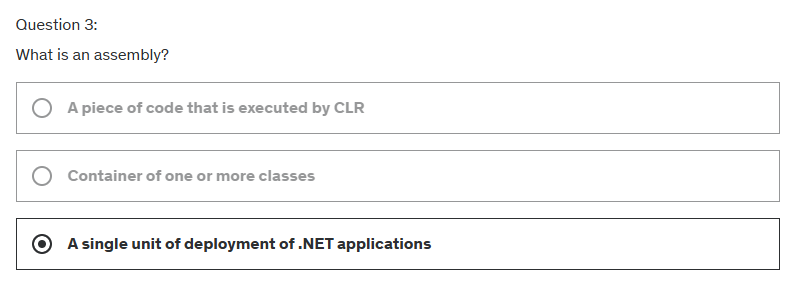 Question 3:
What is an assembly?
A piece of code that is executed by CLR
Container of one or more classes
A single unit of deployment of .NET applications